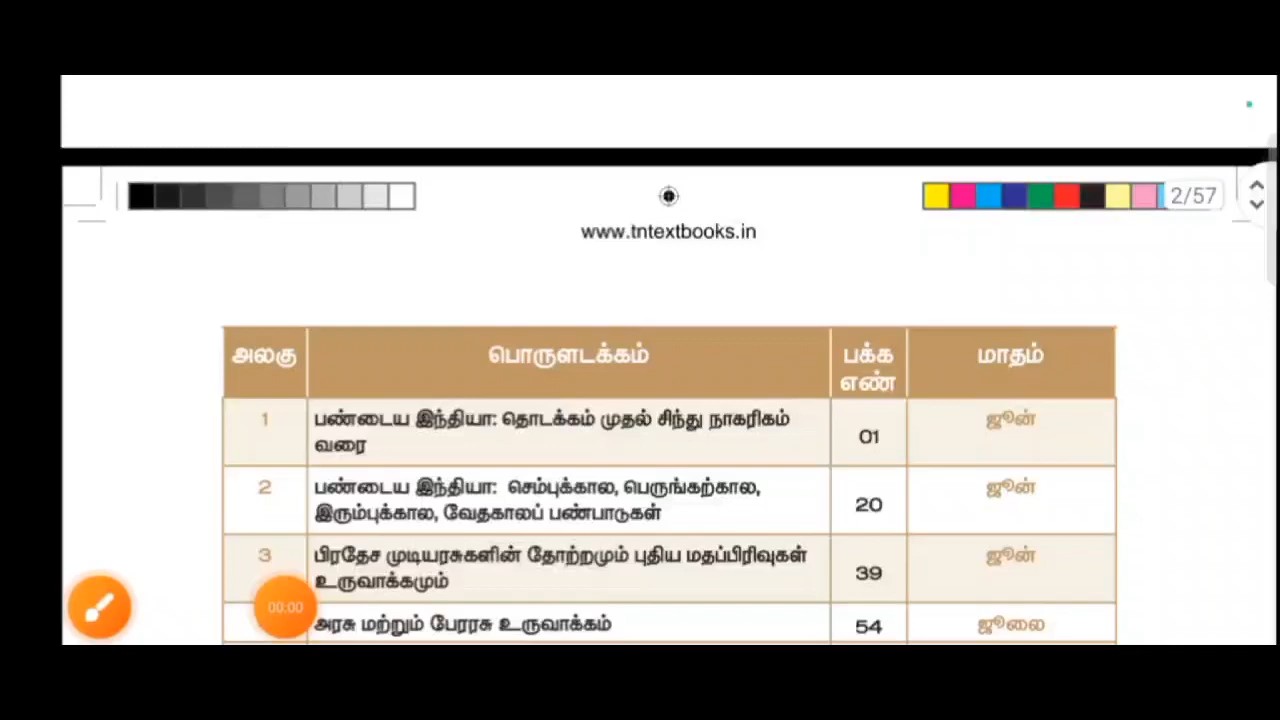 2/57
www.tntextbooks.in
அலகு பொருளடக்கம் பக்க எண் மாதம்
1 பண்டைய இந்தியா: தொடக்கம் முதல் சிந்து நாகரிகம் வரை 01 ஜூன்
2 பண்டைய இந்தியா: செம்புக்கால, பெருங்கற்கால, இரும்புக்கால, வேதகாலப் பண்பாடுகள் 20 ஜூன்
3 பிரதேச முடியரசுகளின் தோற்றமும் புதிய மதப்பிரிவுகள் உருவாக்கமும் 39 ஜூன்
அரசு மற்றும் பேரரசு உருவாக்கம் 54 ஜூலை
00:00